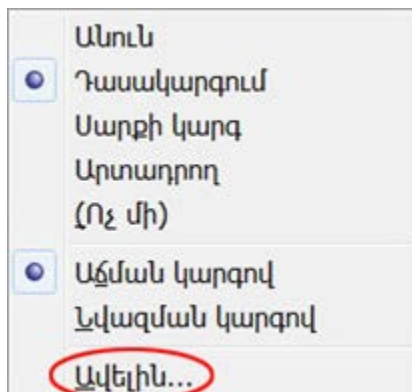 Անուն
Դասակարգում
Սարքի կարգ
Արտադրող
(Ոչ մի)
Աճման կարգով
Նվազման կարգով
Ավելին...